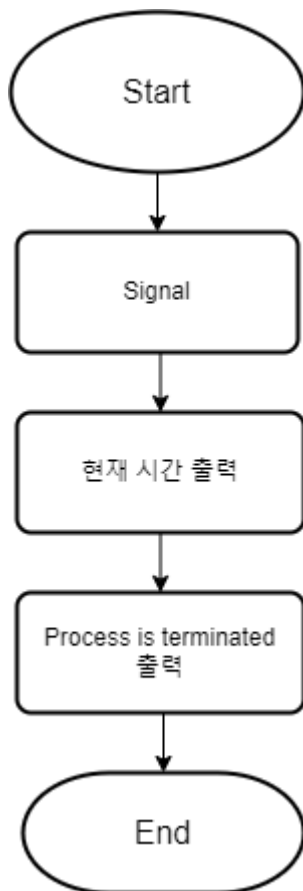 Start
Signal
현재 시간 출력
Process is terminated
출력
End